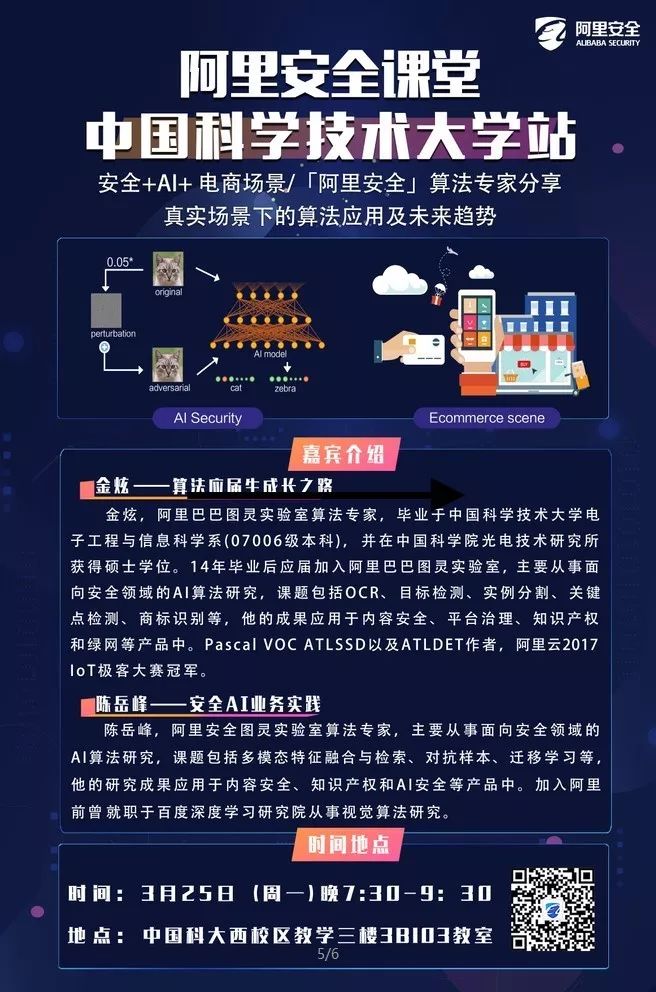 阿里安全
ALIBABA SECURITY
阿里安全课堂
中国科学技术大学站
安全+AI+ 电商场景/「阿里安全」算法专家分享
真实场景下的算法应用及未来趋势
0.05*
original
perturbation
adversarial
AI model
cat
zebra
BUY
AI Security
Ecommerce scene
嘉宾介绍
金炫——算法应届生成长之路
金炫，阿里巴巴图灵实验室算法专家，毕业于中国科学技术大学电
子工程与信息科学系(07006级本科)，并在中国科学院光电技术研究所
获得硕士学位。14年毕业后应届加入阿里巴巴图灵实验室，主要从事面
向安全领域的AI算法研究，课题包括OCR、目标检测、实例分割、关键
点检测、商标识别等，他的成果应用于内容安全、平台治理、知识产权
和绿网等产品中。Pascal VOC ATLSSD以及ATLDET作者，阿里云2017
IoT极客大赛冠军。
陈岳峰——安全AI业务实践
陈岳峰，阿里安全图灵实验室算法专家，主要从事面向安全领域的
AI算法研究，课题包括多模态特征融合与检索、对抗样本、迁移学习等，
他的研究成果应用于内容安全、知识产权和AI安全等产品中。加入阿里
前曾就职于百度深度学习研究院从事视觉算法研究。
时间地点
时间：3月25日（周一）晚7:30-9：30
地点：中国科大西校区教学三楼3B103教室
5/6